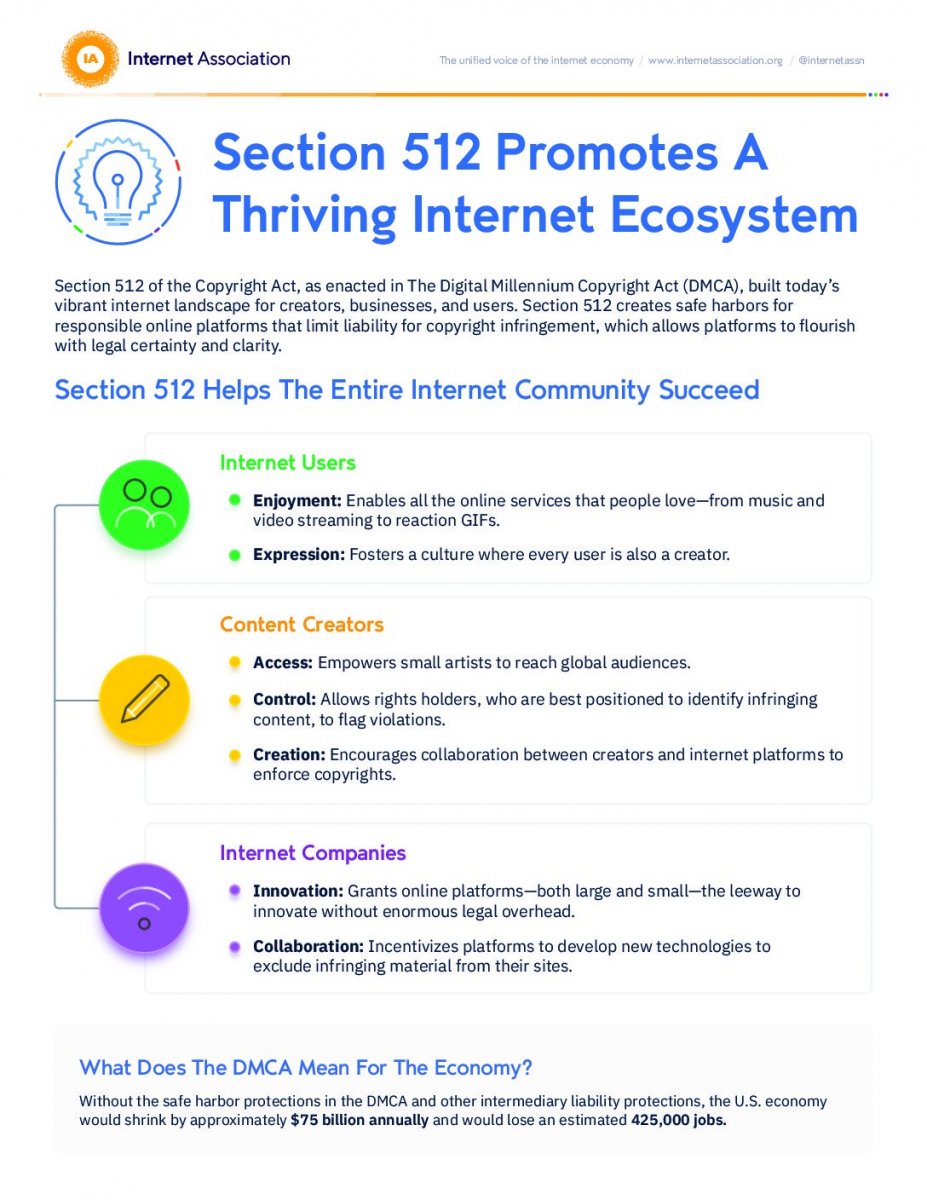 IA
Internet Association
The unified voice of the internet economy / www.internetassociation.org / @internetassn
Section 512 Promotes A
Thriving Internet Ecosystem
Section 512 of the Copyright Act, as enacted in The Digital Millennium Copyright Act (DMCA), built today’s
vibrant internet landscape for creators, businesses, and users. Section 512 creates safe harbors for
responsible online platforms that limit liability for copyright infringement, which allows platforms to flourish
with legal certainty and clarity.
Section 512 Helps The Entire Internet Community Succeed
Internet Users
Enjoyment: Enables all the online services that people love—from music and
video streaming to reaction GIFs.
Expression: Fosters a culture where every user is also a creator.
Content Creators
Access: Empowers small artists to reach global audiences.
Control: Allows rights holders, who are best positioned to identify infringing
content, to flag violations.
Creation: Encourages collaboration between creators and internet platforms to
enforce copyrights.
Internet Companies
Innovation: Grants online platforms—both large and small—the leeway to
innovate without enormous legal overhead.
Collaboration: Incentivizes platforms to develop new technologies to
exclude infringing material from their sites.
What Does The DMCA Mean For The Economy?
Without the safe harbor protections in the DMCA and other intermediary liability protections, the U.S. economy
would shrink by approximately $75 billion annually and would lose an estimated 425,000 jobs.